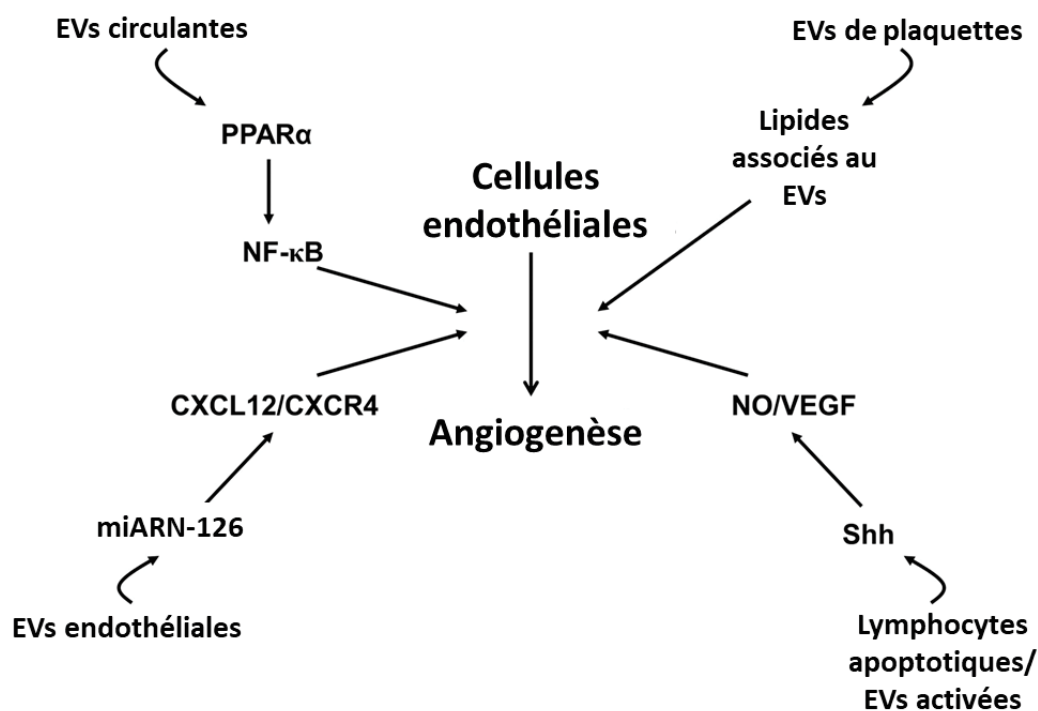 EVs circulantes
EVs de plaquettes
PPARα
Lipides
associés au
EVs
Cellules
endothéliales
NF-κB
CXCL12/CXCR4
NO/VEGF
Angiogenèse
miARN-126
Shh
EVs endothéliales
Lymphocytes
apoptotiques/
EVs activées